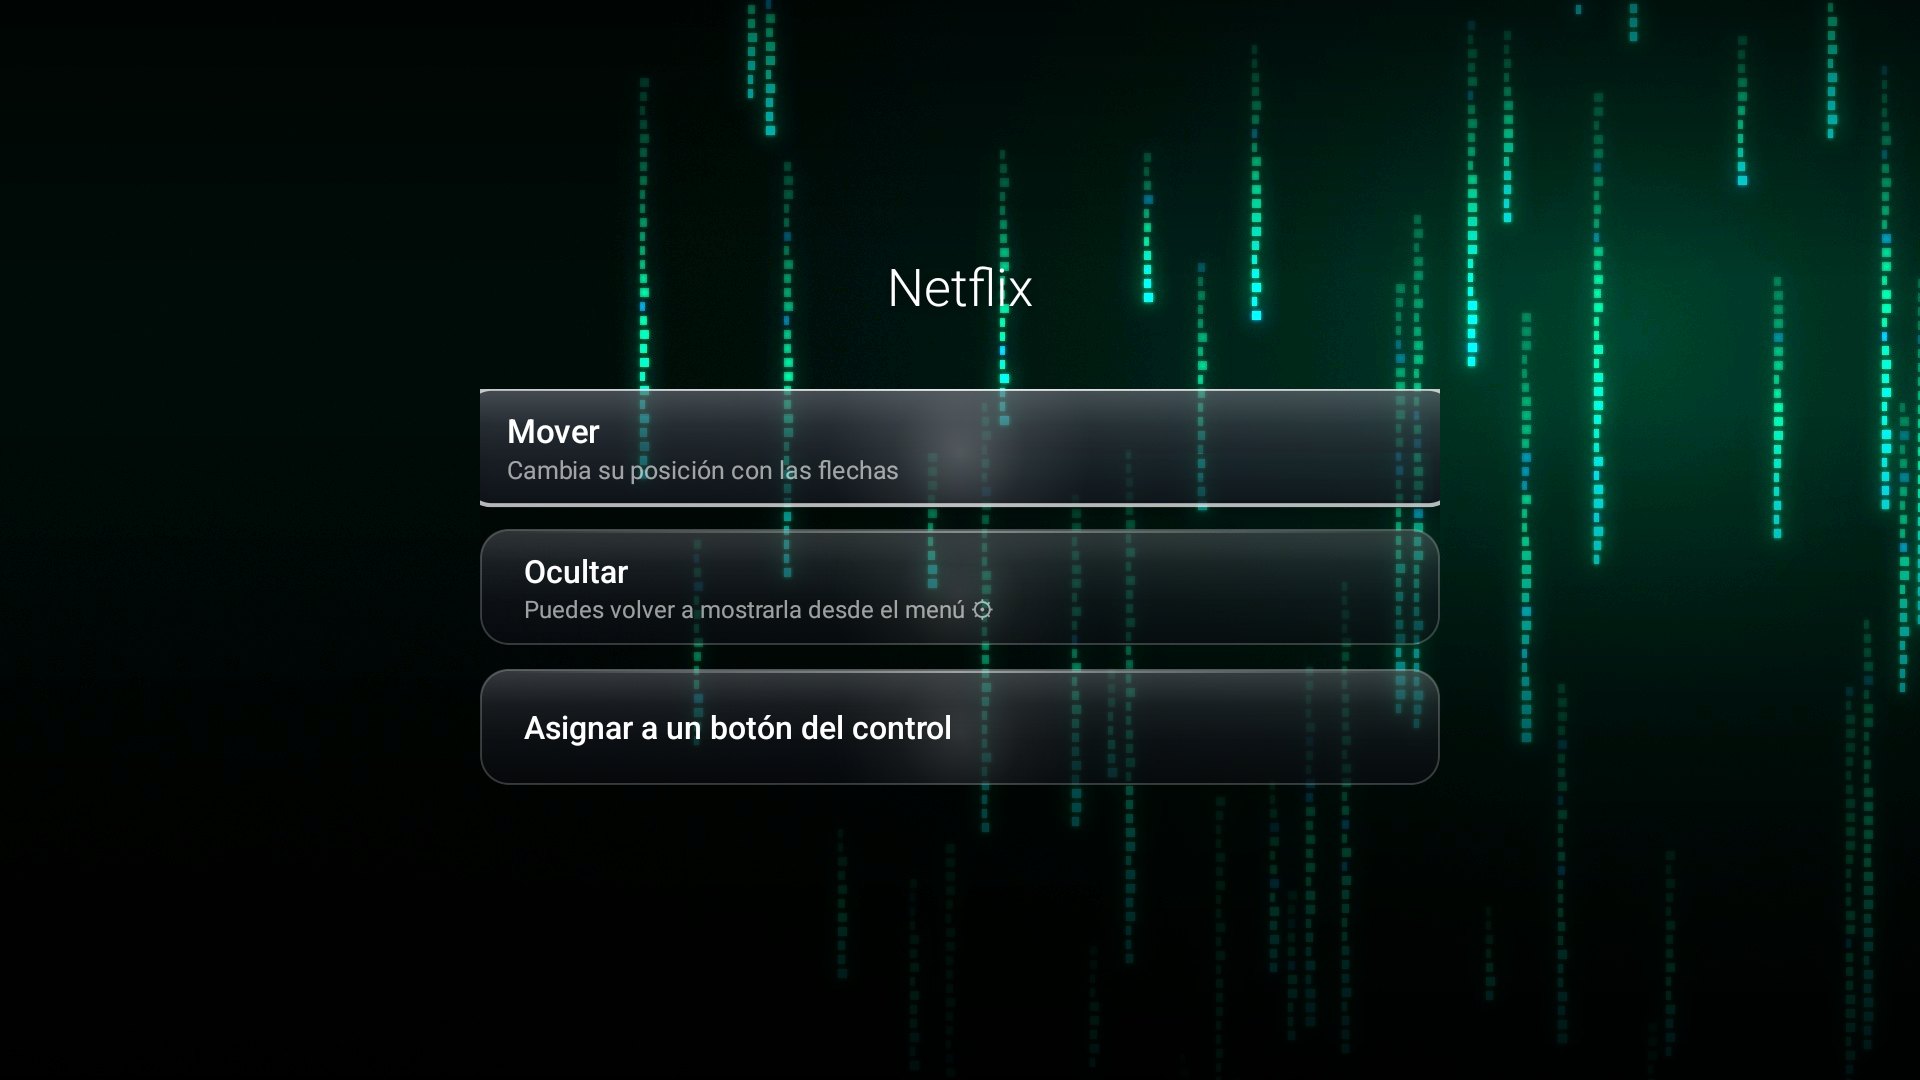 Netflix
Mover
Cambia su posición con las flechas
Ocultar
Puedes volver a mostrarla desde el menú
Asignar a un botón del control